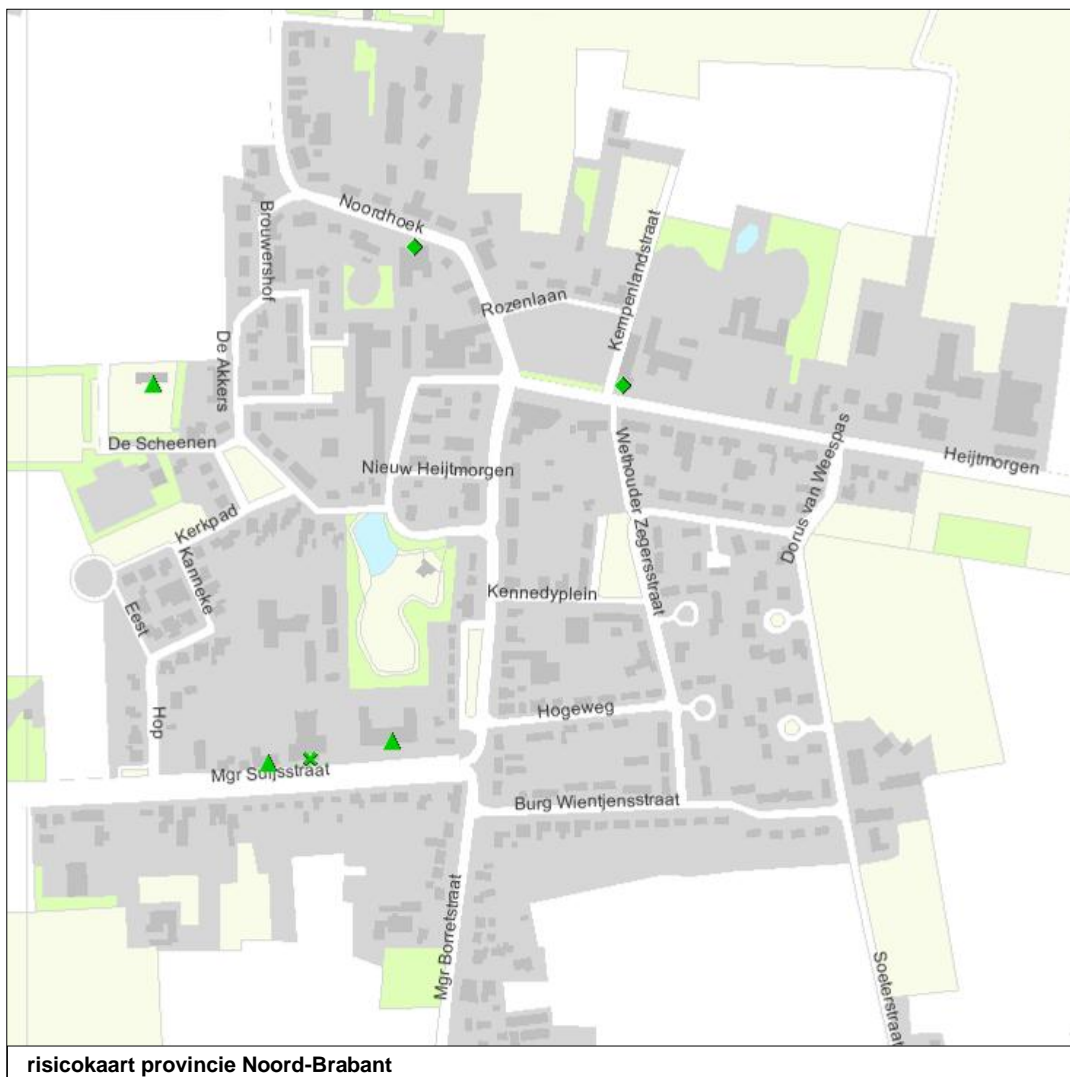 Noordhoek
Brouwershof
Kempenlandstraat
Rozenlaan
De Akkers
De Scheenen
Nieuw Heijtmorgen
Wethouder Zegersstraat
Heijtmorgen
Dorus van Weespas
Kerkpad
Kanneke
Kennedyplein
Eest
Hop
Hogeweg
Mgr Suijsstraat
Burg Wientjensstraat
Mgr Borretstraat
Soeterstraat
risicokaart provincie Noord-Brabant